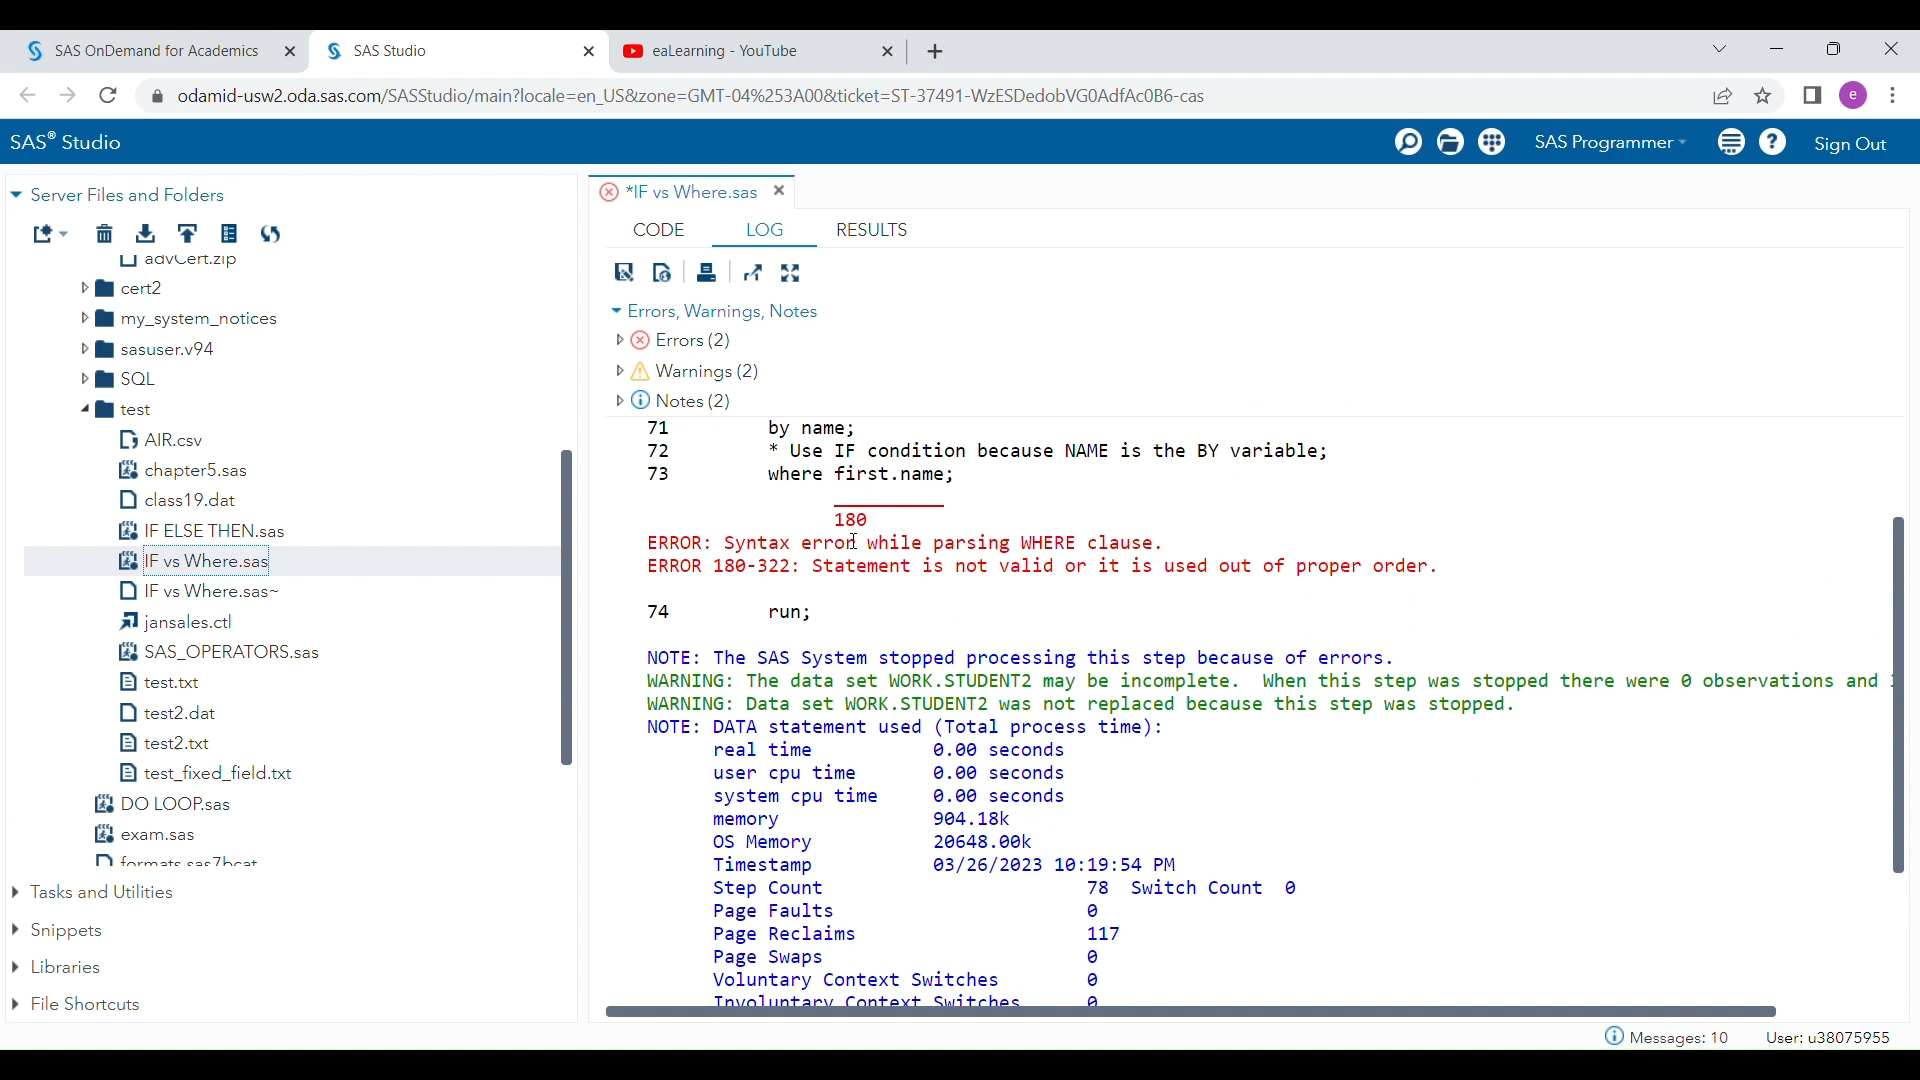 SAS OnDemand for Academics
SAS Studio
eaLearning - YouTube
odamid-usw2.oda.sas.com/SASStudio/main?locale=en_US&zone=GMT-04%253A00&ticket=ST-37491-WzESDedobVG0AdfAc0B6-cas
e
SAS® Studio
SAS Programmer
Sign Out
Server Files and Folders
advCert.zip
cert2
my_system_notices
sasuser.v94
SQL
test
AIR.csv
chapter5.sas
class19.dat
IF ELSE THEN.sas
IF vs Where.sas
IF vs Where.sas~
jansales.ctl
SAS_OPERATORS.sas
test.txt
test2.dat
test2.txt
test_fixed_field.txt
DO LOOP.sas
exam.sas
formats.sas7bcat
Tasks and Utilities
Snippets
Libraries
File Shortcuts
*IF vs Where.sas
CODE LOG RESULTS
Errors, Warnings, Notes
Errors (2)
Warnings (2)
Notes (2)
71 by name;
72 * Use IF condition because NAME is the BY variable;
73 where first.name;
180
ERROR: Syntax error while parsing WHERE clause.
ERROR 180-322: Statement is not valid or it is used out of proper order.
74 run;
NOTE: The SAS System stopped processing this step because of errors.
WARNING: The data set WORK.STUDENT2 may be incomplete. When this step was stopped there were 0 observations and
WARNING: Data set WORK.STUDENT2 was not replaced because this step was stopped.
NOTE: DATA statement used (Total process time):
real time 0.00 seconds
user cpu time 0.00 seconds
system cpu time 0.00 seconds
memory 904.18k
OS Memory 20648.00k
Timestamp 03/26/2023 10:19:54 PM
Step Count 78 Switch Count 0
Page Faults 0
Page Reclaims 117
Page Swaps 0
Voluntary Context Switches 0
Involuntary Context Switches 0
Messages: 10
User: u38075955